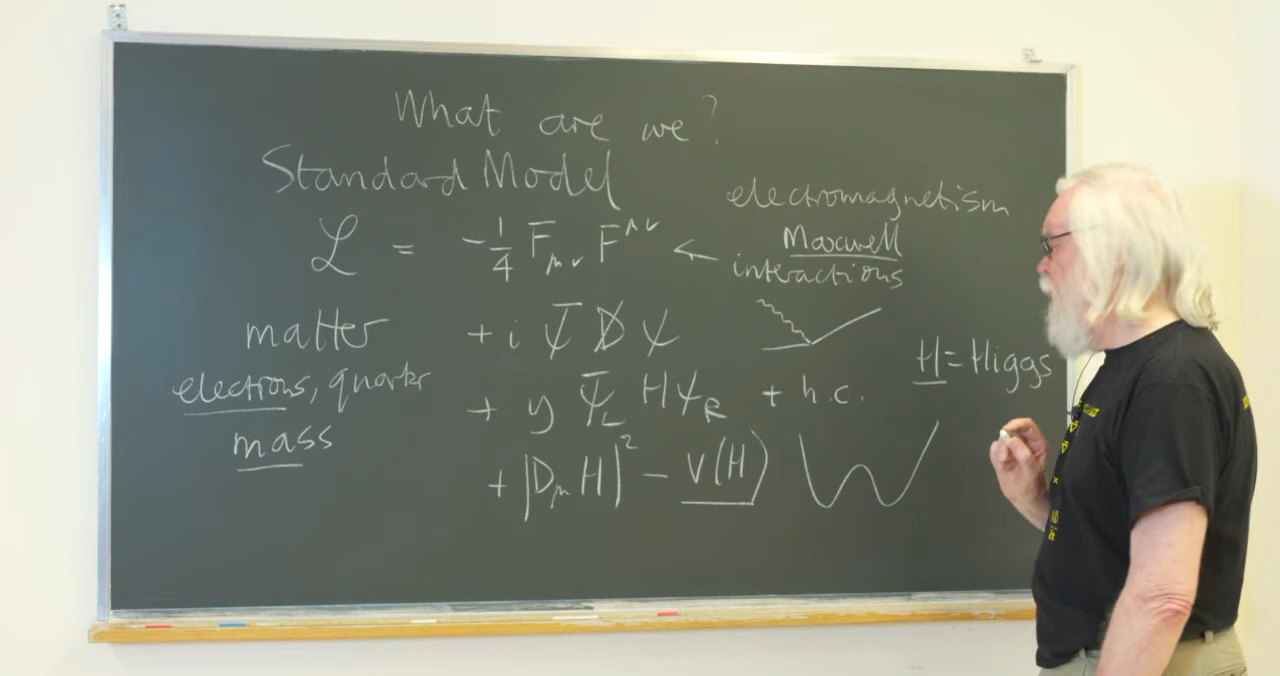 What are we?
Standard Model
electromagnetism
Maxwell
interactions
ℒ = -1/4 F_μν F^μν ←
matter
electrons, quarks
mass
+ i ψ̄ D̸ ψ
+ y ψ̄_L H ψ_R + h.c.
+ |D_μ H|² - V(H)
H = Higgs